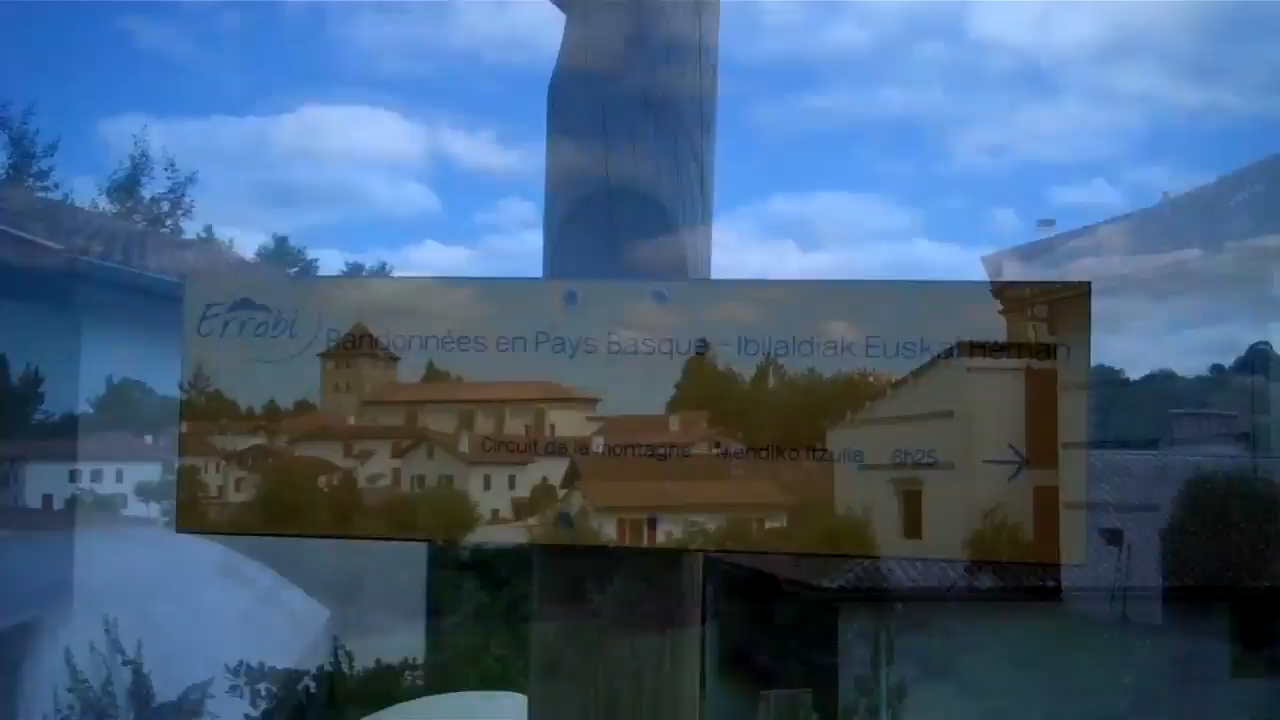 Errobi
Randonnées en Pays Basque - Ibilaldiak Euskal Herrian
Circuit de la montagne - Mendiko Itzulia 6h25